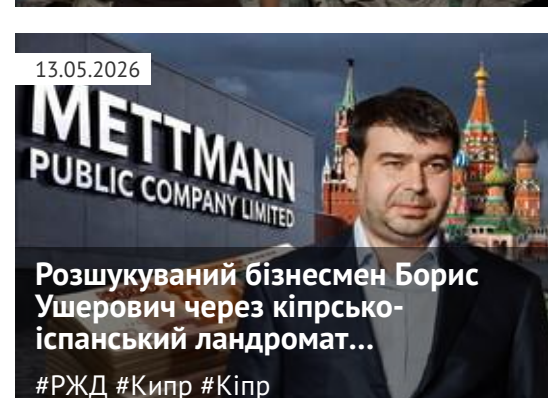 13.05.2026
METTMANN
PUBLIC COMPANY LIMITED
Розшукуваний бізнесмен Борис
Ушерович через кіпрсько-
іспанський ландромат...
#РЖД #Кипр #Кіпр